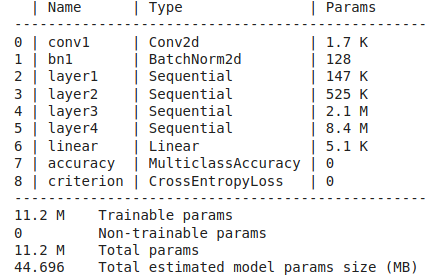 | Name      | Type               | Params
-------------------------------------------------
0 | conv1     | Conv2d             | 1.7 K
1 | bn1       | BatchNorm2d        | 128
2 | layer1    | Sequential         | 147 K
3 | layer2    | Sequential         | 525 K
4 | layer3    | Sequential         | 2.1 M
5 | layer4    | Sequential         | 8.4 M
6 | linear    | Linear             | 5.1 K
7 | accuracy  | MulticlassAccuracy | 0
8 | criterion | CrossEntropyLoss   | 0
-------------------------------------------------
11.2 M    Trainable params
0         Non-trainable params
11.2 M    Total params
44.696    Total estimated model params size (MB)